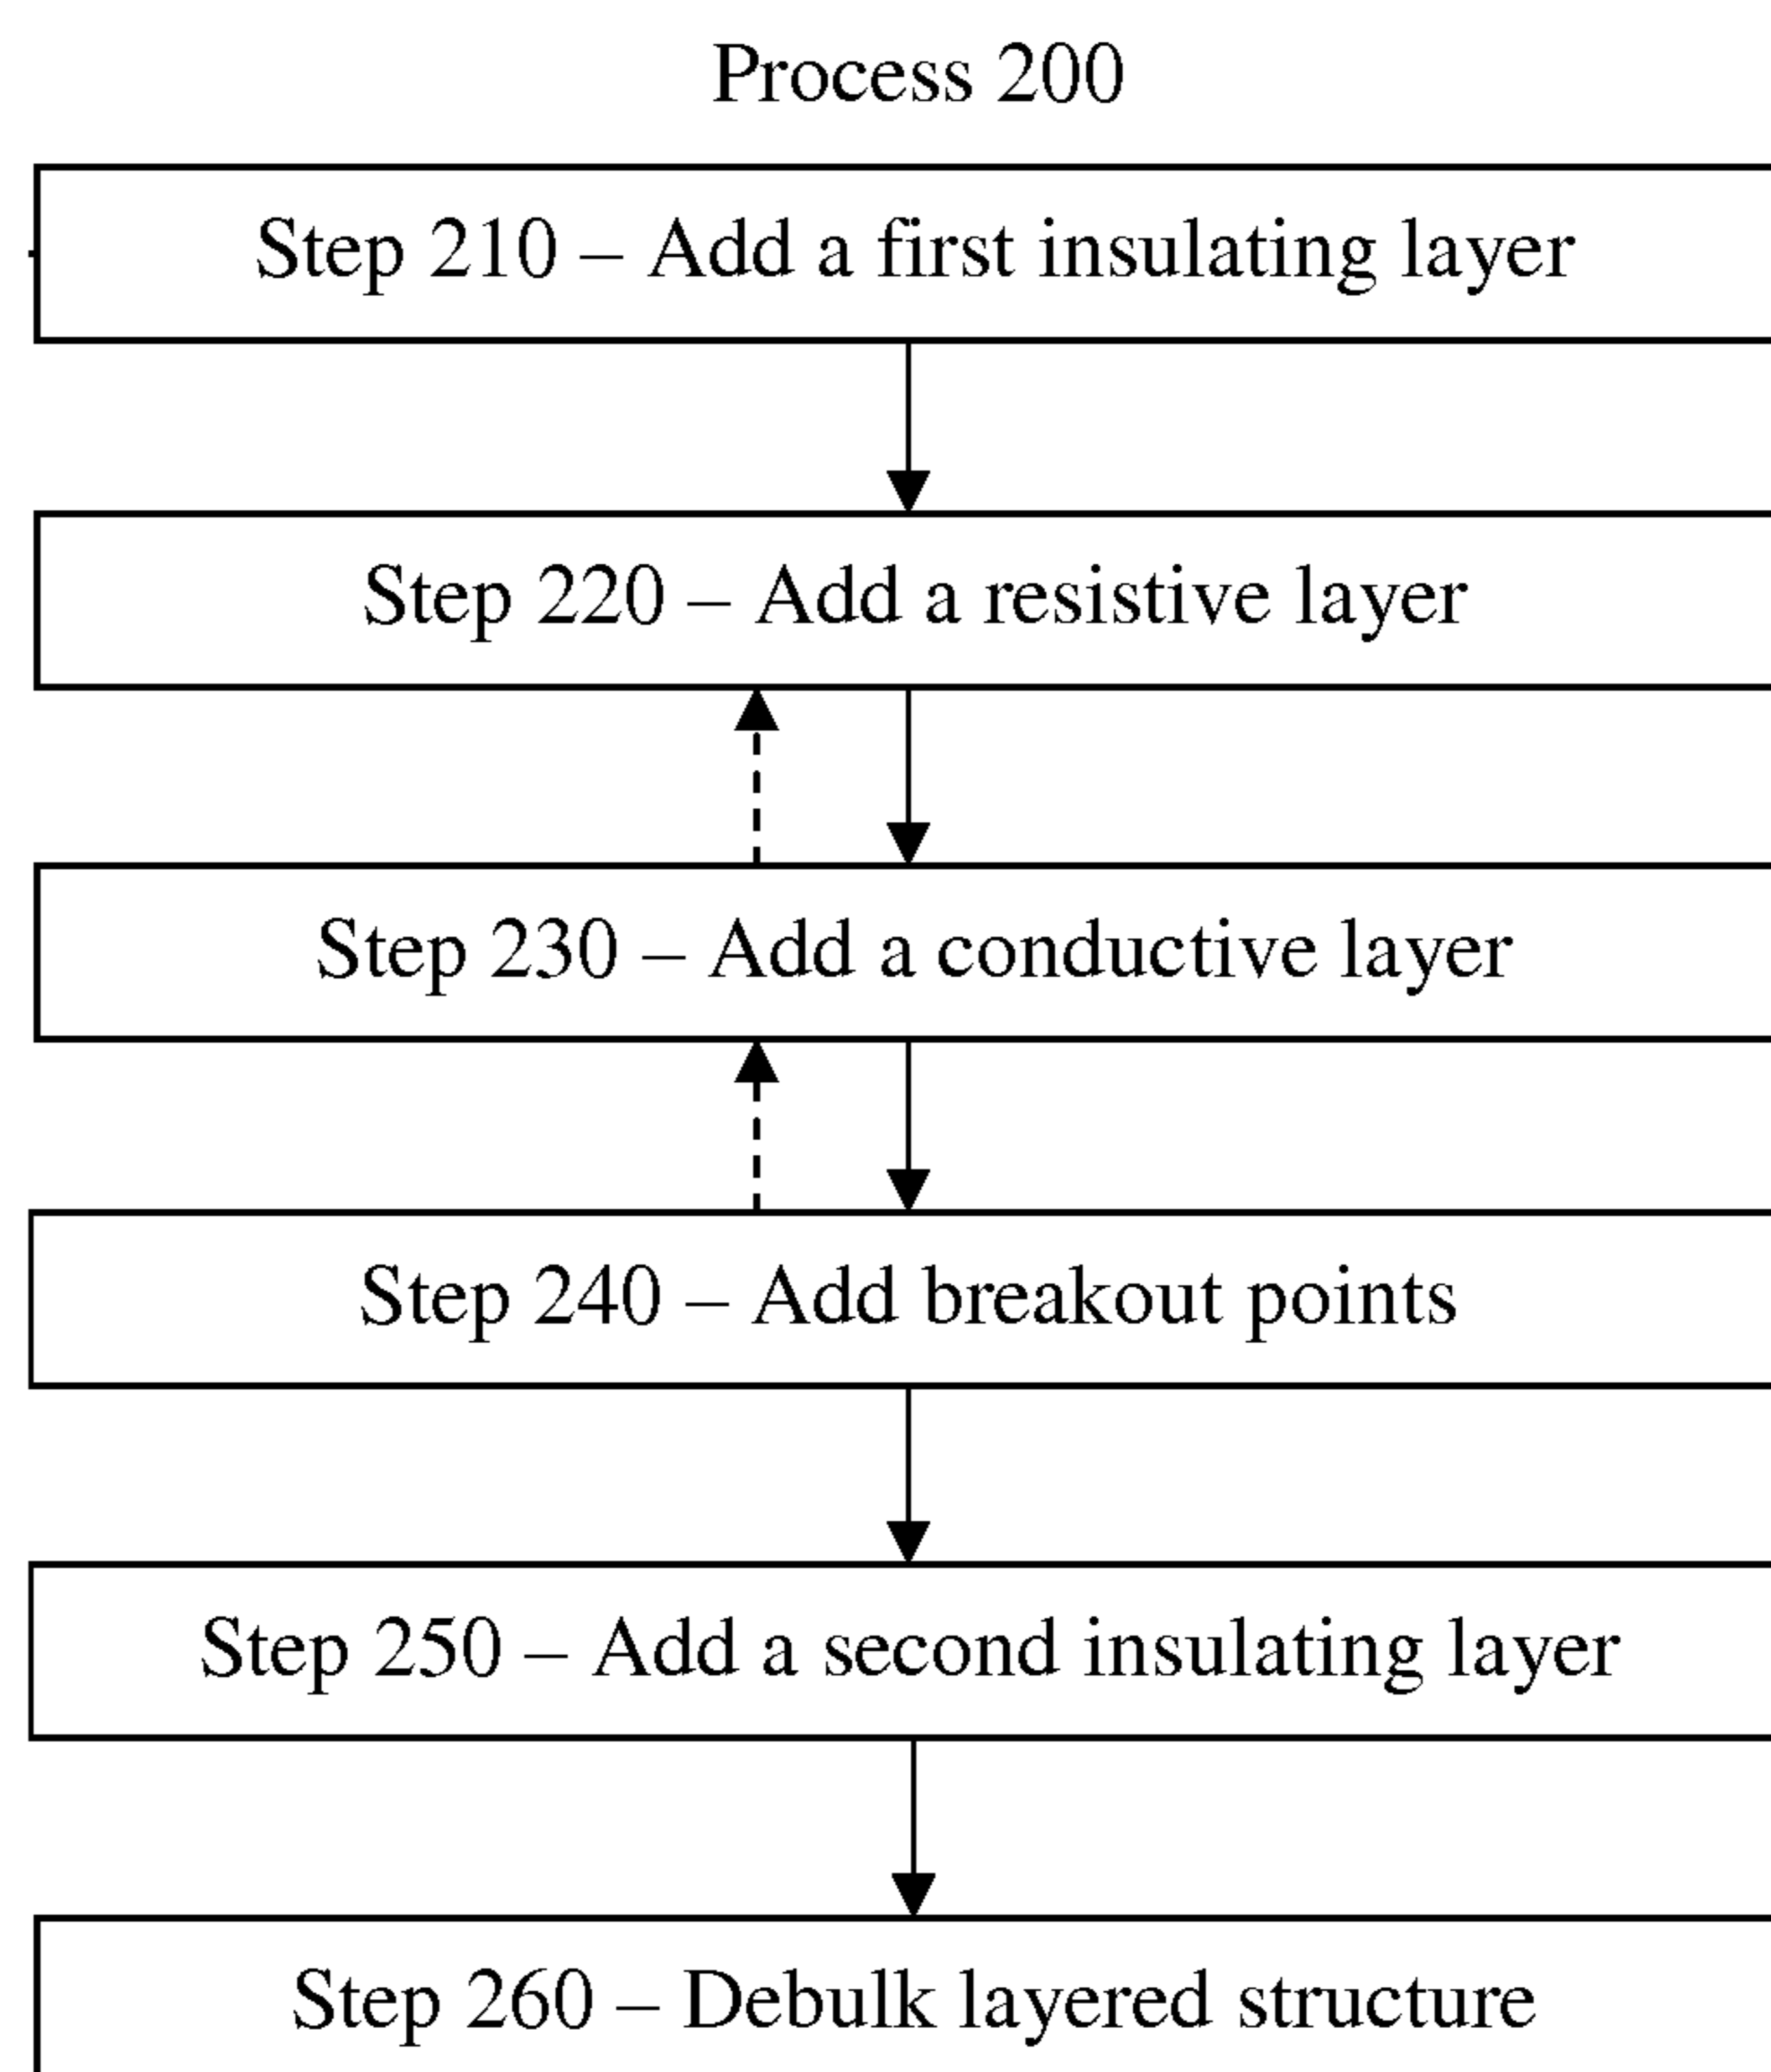 Process 200
Step 210 – Add a first insulating layer
Step 220 – Add a resistive layer
Step 230 – Add a conductive layer
Step 240 – Add breakout points
Step 250 – Add a second insulating layer
Step 260 – Debulk layered structure